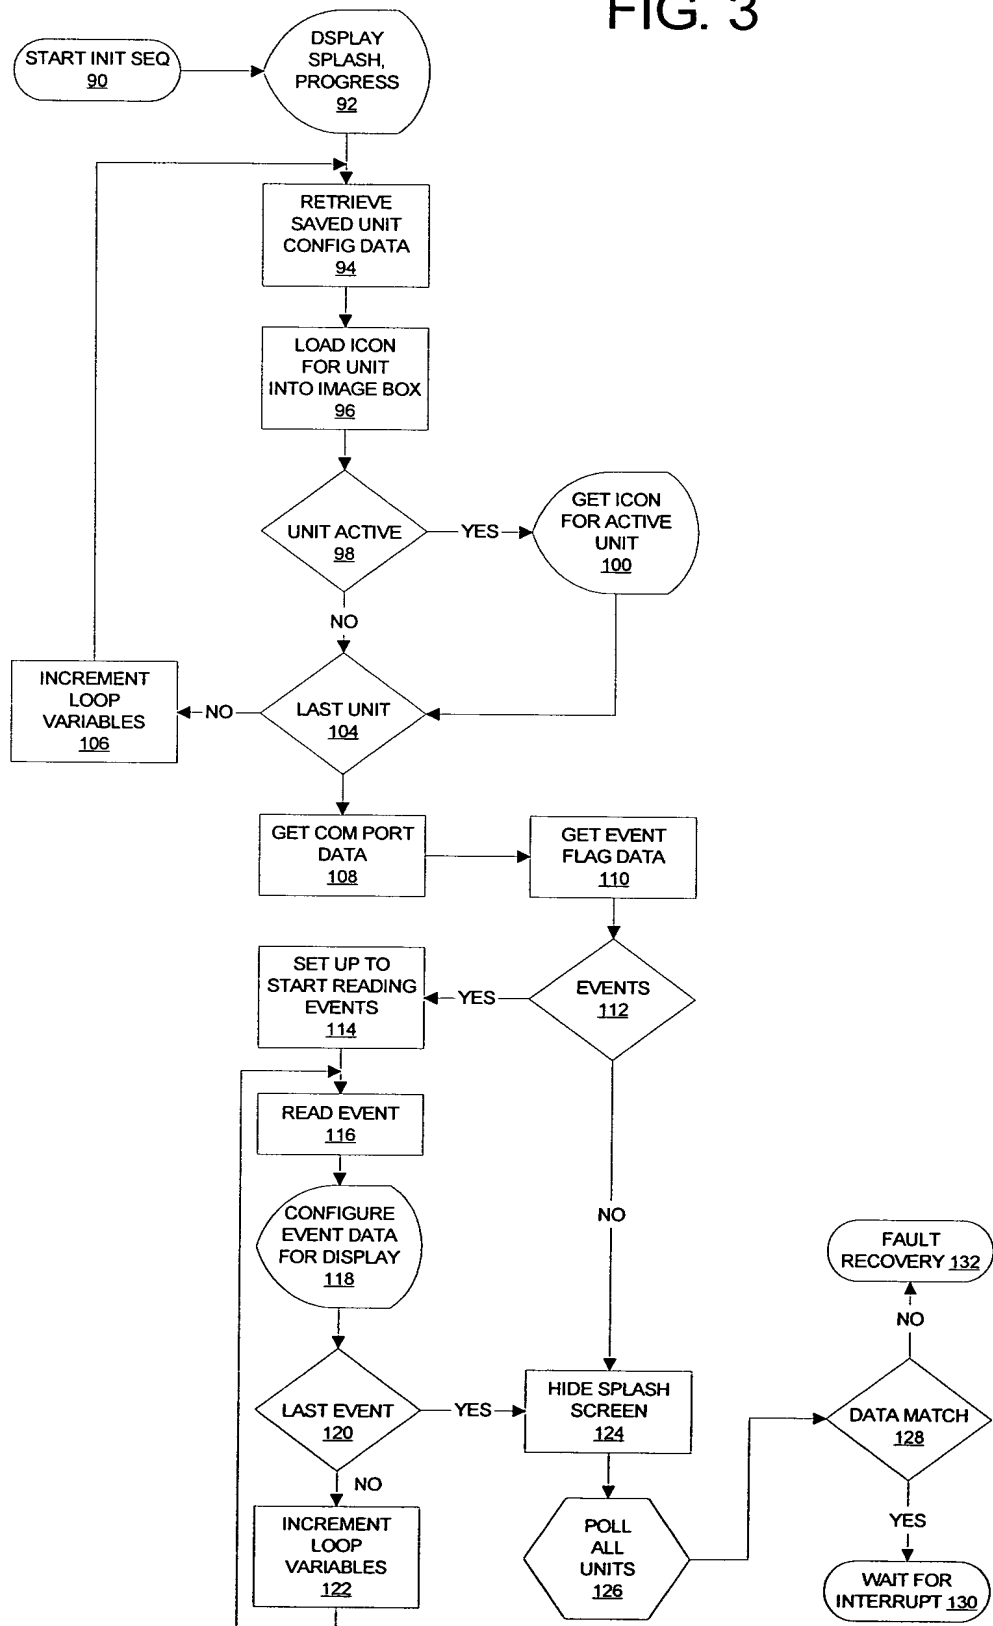 FIG. 3
START INIT SEQ
90
DSPLAY
SPLASH,
PROGRESS
92
RETRIEVE
SAVED UNIT
CONFIG DATA
94
LOAD ICON
FOR UNIT
INTO IMAGE BOX
96
UNIT ACTIVE
98
YES
GET ICON
FOR ACTIVE
UNIT
100
NO
INCREMENT
LOOP
VARIABLES
106
NO
LAST UNIT
104
GET COM PORT
DATA
108
GET EVENT
FLAG DATA
110
SET UP TO
START READING
EVENTS
114
YES
EVENTS
112
READ EVENT
116
CONFIGURE
EVENT DATA
FOR DISPLAY
118
NO
FAULT
RECOVERY 132
NO
LAST EVENT
120
YES
HIDE SPLASH
SCREEN
124
DATA MATCH
128
NO
INCREMENT
LOOP
VARIABLES
122
POLL
ALL
UNITS
126
YES
WAIT FOR
INTERRUPT 130